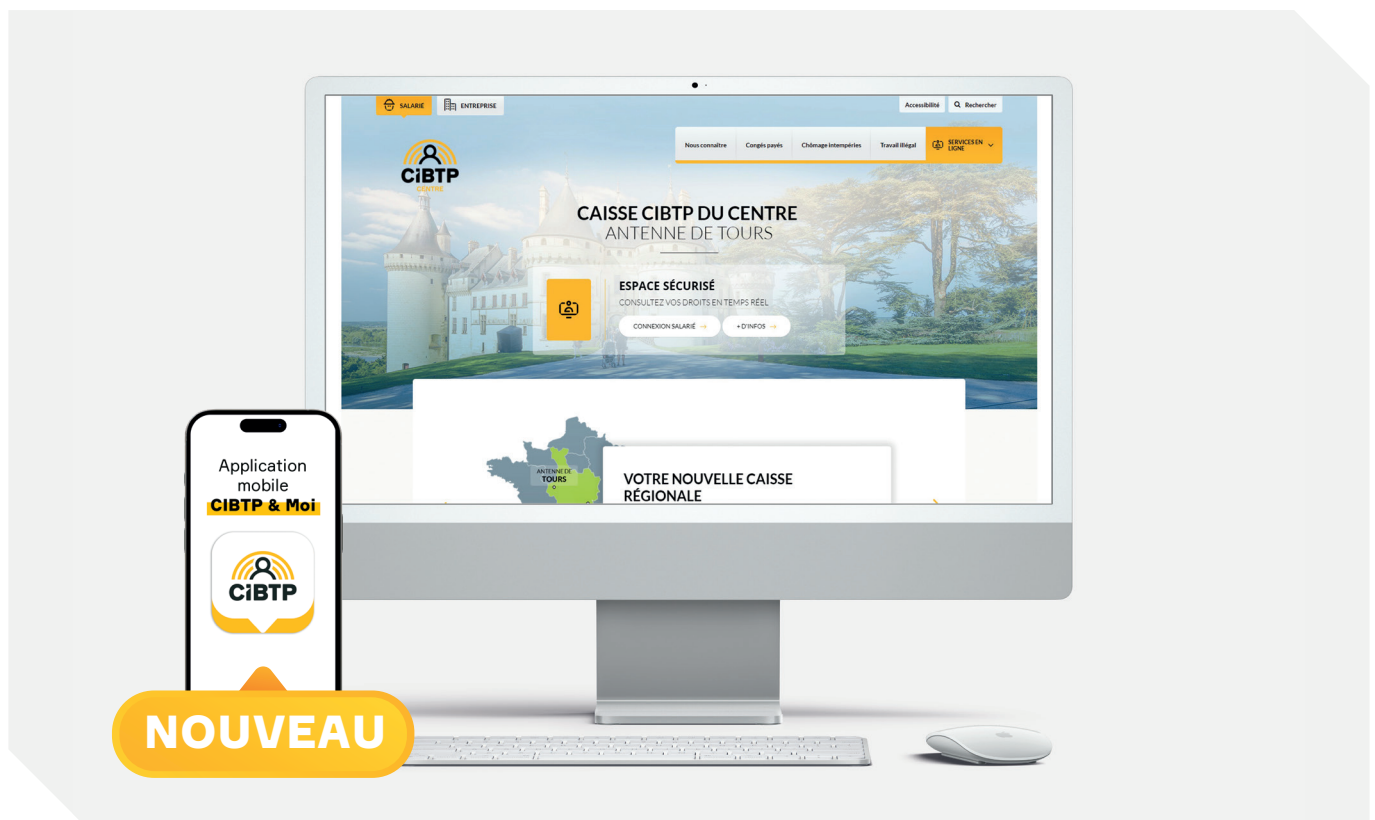 SALARIÉ
ENTREPRISE
Accessibilité
Rechercher
CiBTP
CENTRE
Nous connaître
Congés payés
Chômage intempéries
Travail illégal
SERVICES EN
LIGNE
CAISSE CIBTP DU CENTRE
ANTENNE DE TOURS
ESPACE SÉCURISÉ
CONSULTEZ VOS DROITS EN TEMPS RÉEL
CONNEXION SALARIÉ
+ D'INFOS
ANTENNE DE
TOURS
VOTRE NOUVELLE CAISSE
RÉGIONALE
Application
mobile
CIBTP & Moi
CiBTP
NOUVEAU